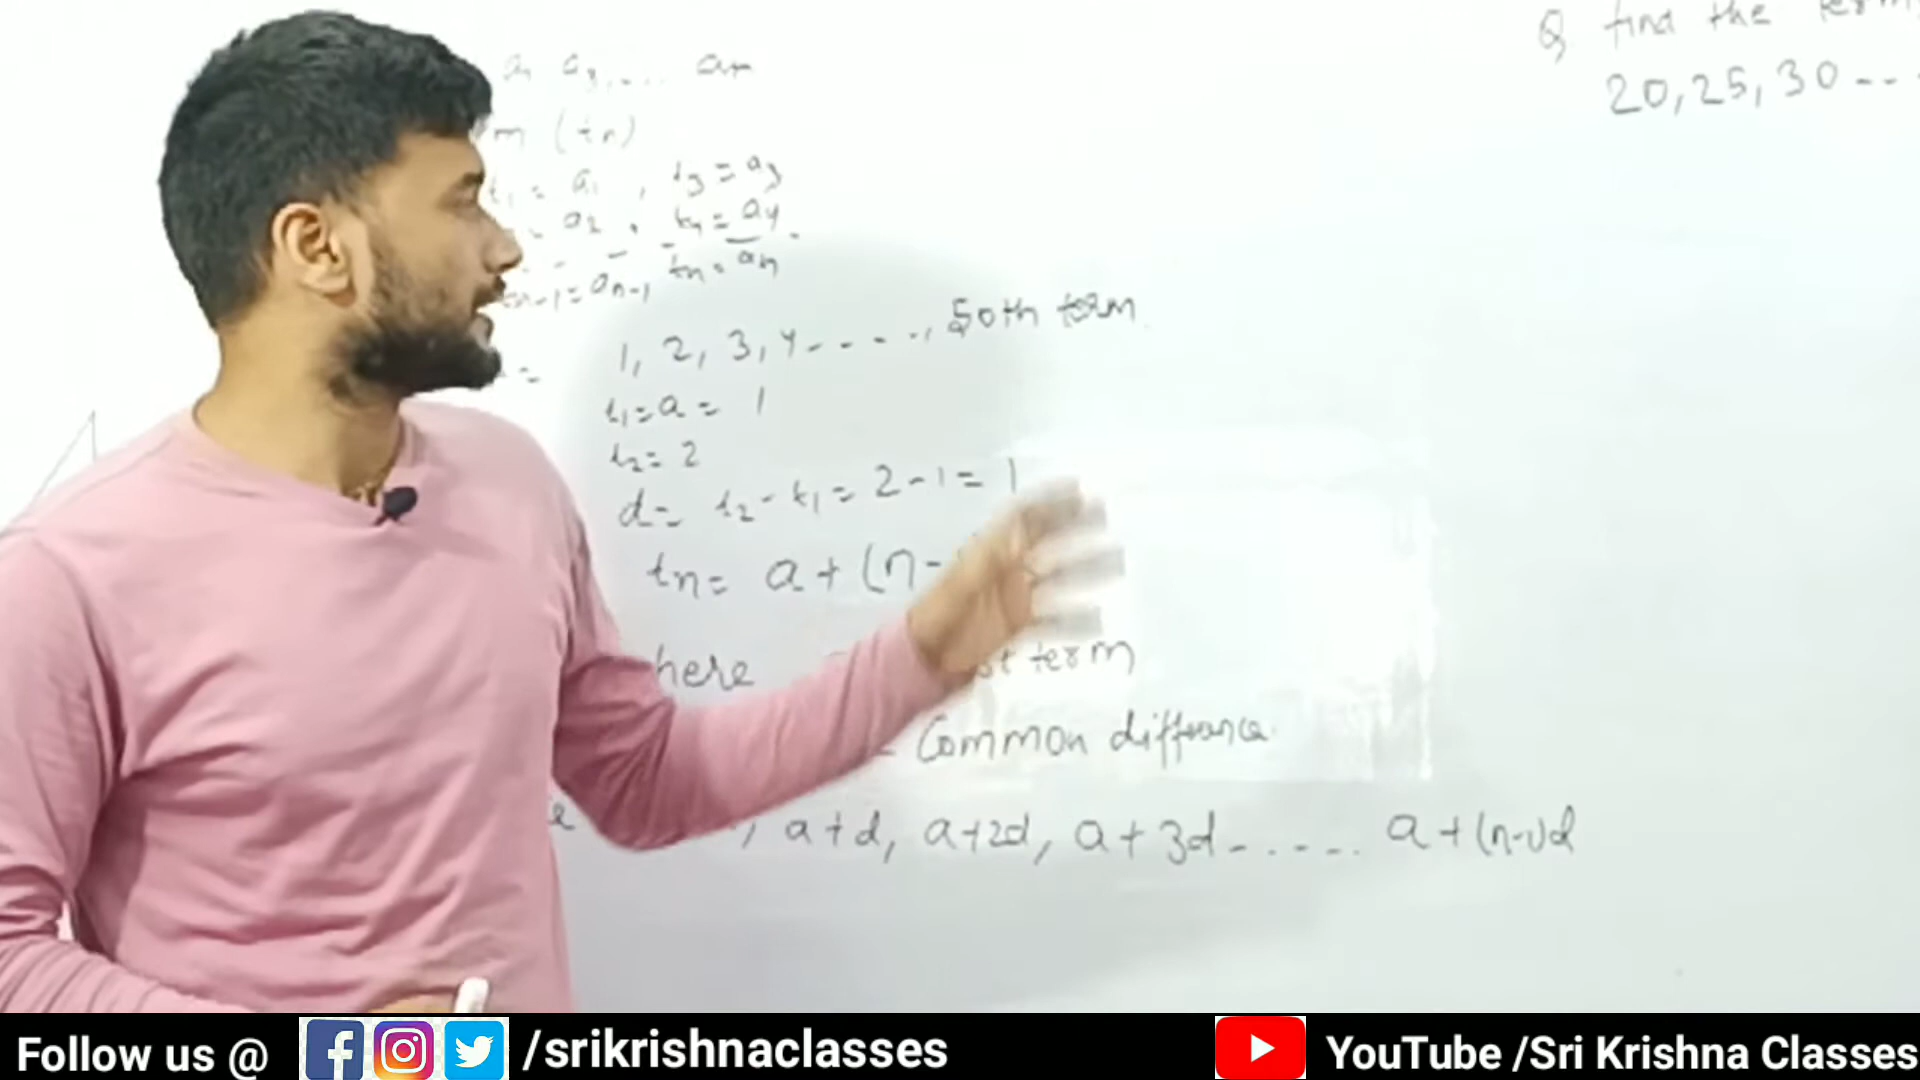 a₃, .... aₙ
(tn)
t₁ = a₁ , t₃ = a₃
= a₂ , t₄ = a₄
tn-1 = an-1 tn = an
1, 2, 3, 4 - - - - ., 50th term
t₁ = a = 1
t₂ = 2
d = t₂ - t₁ = 2 - 1 = 1
tn = a + (n -
here
term
Common differance.
, a + d, a + 2d, a + 3d - . - - - . a + (n-1)d
Q find the
20, 25, 30 - - -
Follow us @ /srikrishnaclasses
YouTube /Sri Krishna Classes